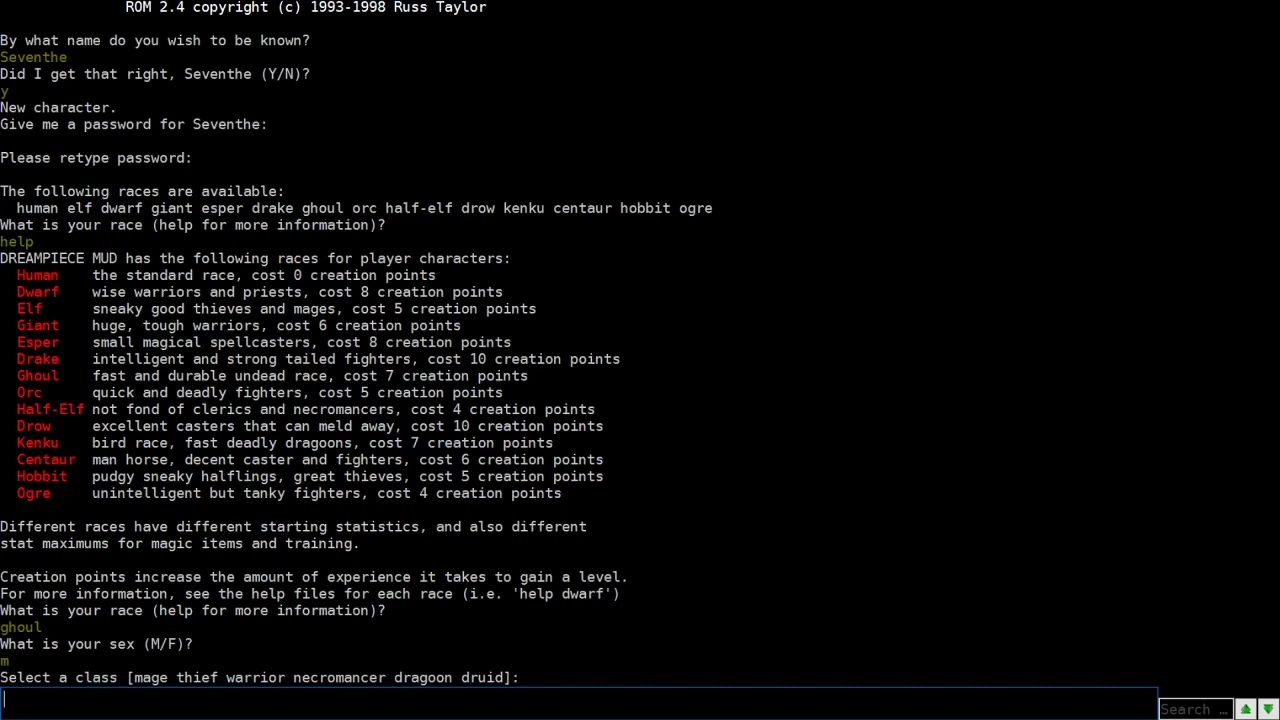 ROM 2.4 copyright (c) 1993-1998 Russ Taylor
By what name do you wish to be known?
Seventhe
Did I get that right, Seventhe (Y/N)?
y
New character.
Give me a password for Seventhe:
Please retype password:
The following races are available:
human elf dwarf giant esper drake ghoul orc half-elf drow kenku centaur hobbit ogre
What is your race (help for more information)?
help
DREAMPIECE MUD has the following races for player characters:
Human the standard race, cost 0 creation points
Dwarf wise warriors and priests, cost 8 creation points
Elf sneaky good thieves and mages, cost 5 creation points
Giant huge, tough warriors, cost 6 creation points
Esper small magical spellcasters, cost 8 creation points
Drake intelligent and strong tailed fighters, cost 10 creation points
Ghoul fast and durable undead race, cost 7 creation points
Orc quick and deadly fighters, cost 5 creation points
Half-Elf not fond of clerics and necromancers, cost 4 creation points
Drow excellent casters that can meld away, cost 10 creation points
Kenku bird race, fast deadly dragoons, cost 7 creation points
Centaur man horse, decent caster and fighters, cost 6 creation points
Hobbit pudgy sneaky halflings, great thieves, cost 5 creation points
Ogre unintelligent but tanky fighters, cost 4 creation points
Different races have different starting statistics, and also different
stat maximums for magic items and training.
Creation points increase the amount of experience it takes to gain a level.
For more information, see the help files for each race (i.e. 'help dwarf')
What is your race (help for more information)?
ghoul
What is your sex (M/F)?
m
Select a class [mage thief warrior necromancer dragoon druid]:
Search ...